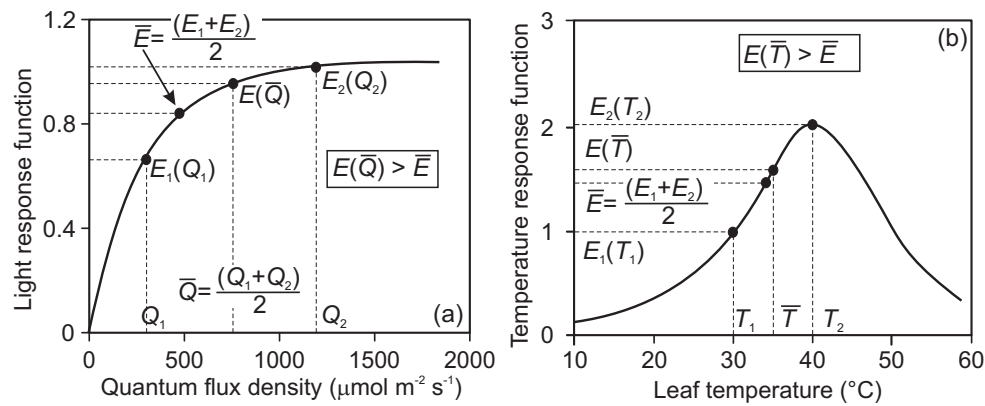 1.2
0.8
0.4
0
Light response function
E̅=(E₁+E₂)/2
E₂(Q₂)
E(Q̅)
E₁(Q₁)
E(Q̅) > E̅
Q̅=(Q₁+Q₂)/2
Q₁
Q₂
(a)
0 500 1000 1500 2000
Quantum flux density (μmol m⁻² s⁻¹)
3
2
1
0
Temperature response function
(b)
E(T̅) > E̅
E₂(T₂)
E(T̅)
E̅=(E₁+E₂)/2
E₁(T₁)
T₁ T̅ T₂
10 20 30 40 50 60
Leaf temperature (°C)